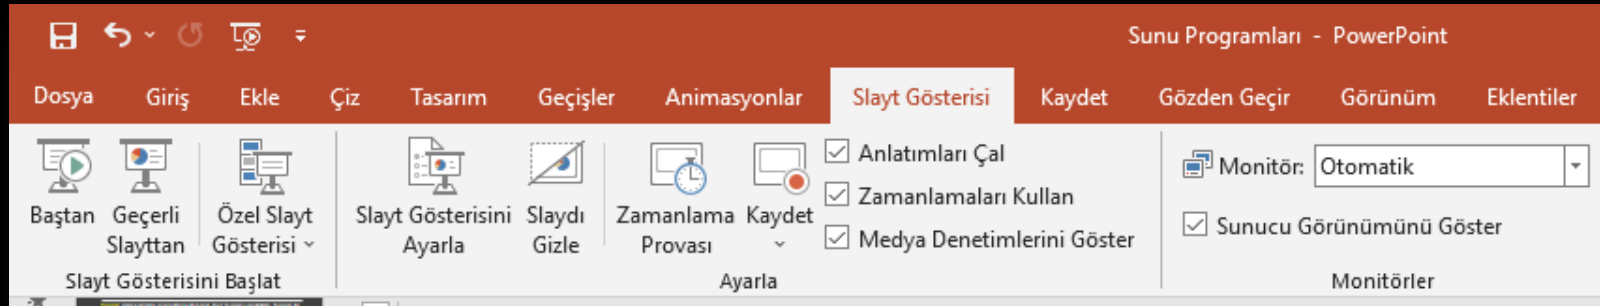 Sunu Programları - PowerPoint
Dosya Giriş Ekle Çiz Tasarım Geçişler Animasyonlar Slayt Gösterisi Kaydet Gözden Geçir Görünüm Eklentiler
Baştan
Geçerli
Slayttan
Özel Slayt
Gösterisi
Slayt Gösterisini Başlat
Slayt Gösterisini
Ayarla
Slaydı
Gizle
Zamanlama
Provası
Kaydet
Anlatımları Çal
Zamanlamaları Kullan
Medya Denetimlerini Göster
Ayarla
Monitör: Otomatik
Sunucu Görünümünü Göster
Monitörler